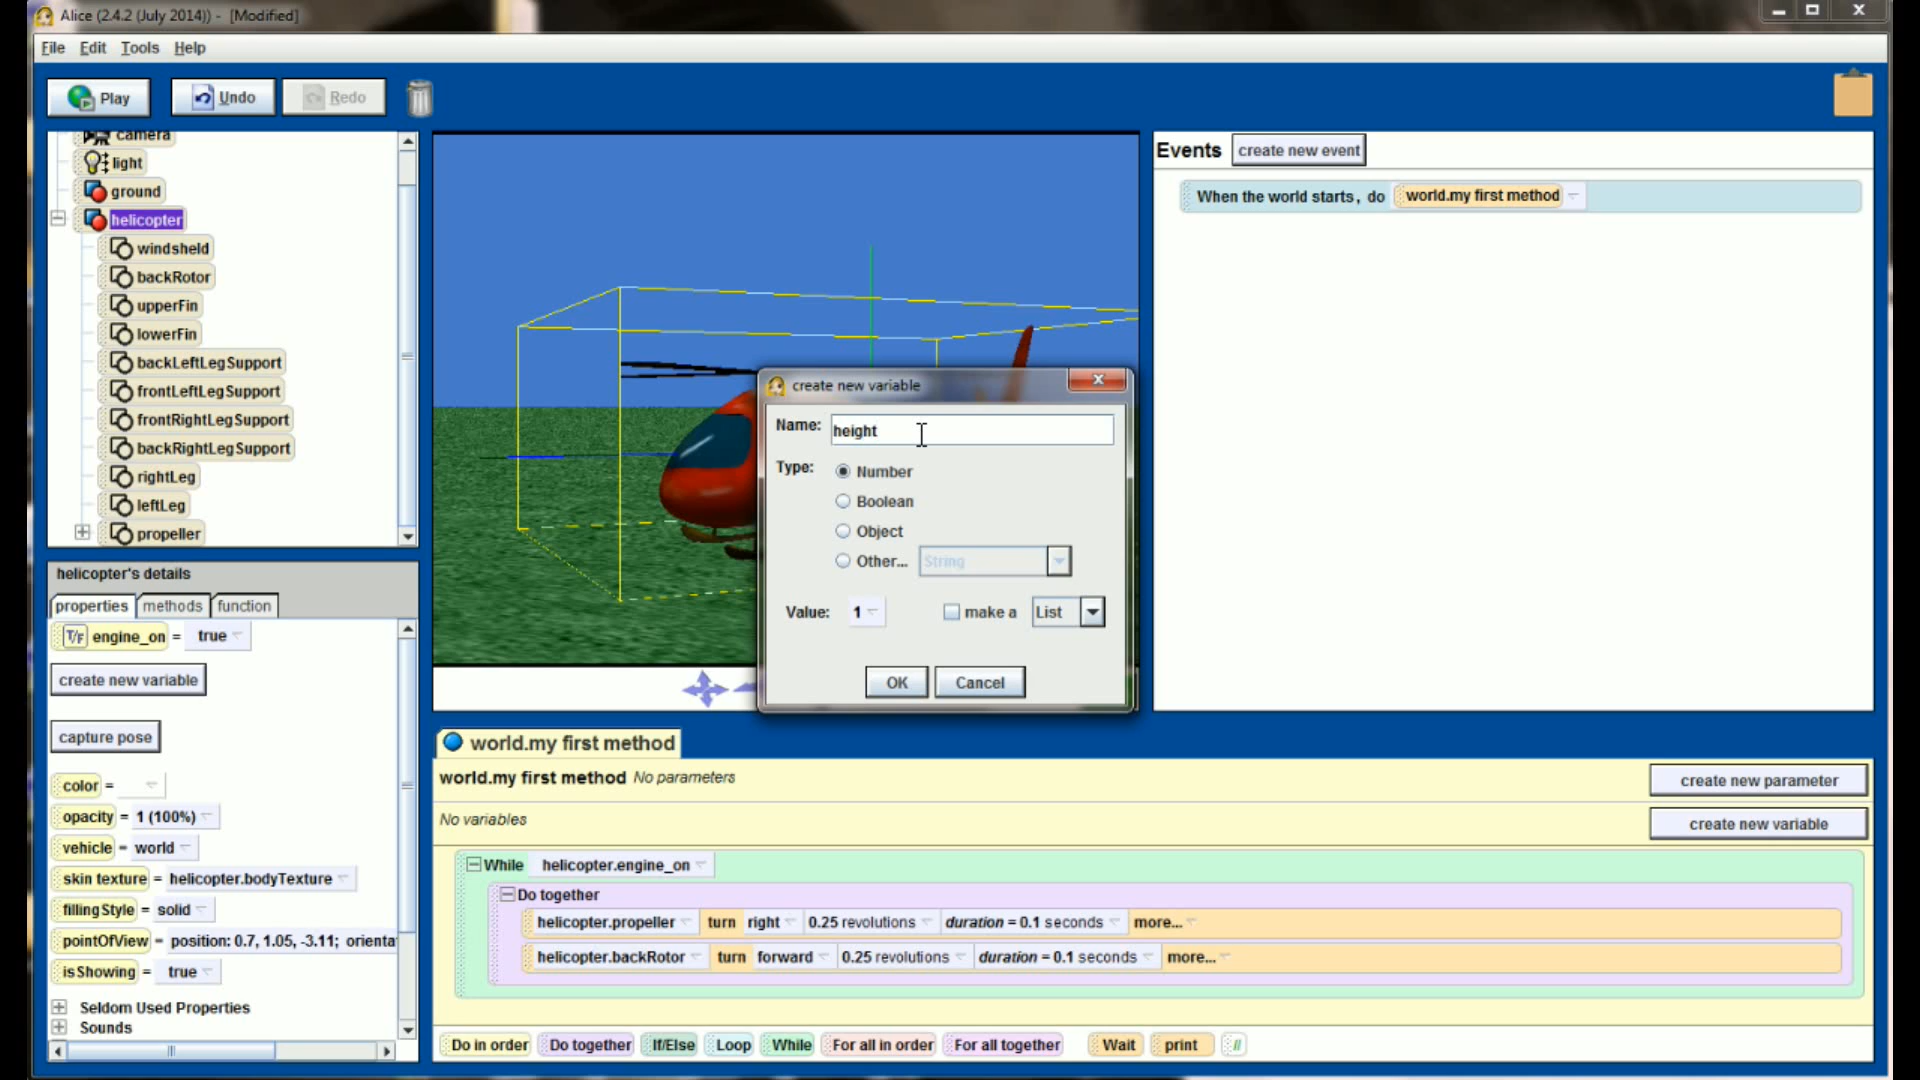 Alice (2.4.2 (July 2014)) - [Modified]
File Edit Tools Help
Play Undo Redo
camera
light
ground
helicopter
windsheld
backRotor
upperFin
lowerFin
backLeftLegSupport
frontLeftLegSupport
frontRightLegSupport
backRightLegSupport
rightLeg
leftLeg
propeller
helicopter's details
properties methods function
T/F engine_on = true
create new variable
capture pose
color =
opacity = 1 (100%)
vehicle = world
skin texture = helicopter.bodyTexture
fillingStyle = solid
pointOfView = position: 0.7, 1.05, -3.11; orienta
isShowing = true
Seldom Used Properties
Sounds
Events create new event
When the world starts, do world.my first method
create new variable
Name: height
Type: Number
Boolean
Object
Other... String
Value: 1 make a List
OK Cancel
world.my first method
world.my first method No parameters create new parameter
No variables create new variable
While helicopter.engine_on
Do together
helicopter.propeller turn right 0.25 revolutions duration = 0.1 seconds more...
helicopter.backRotor turn forward 0.25 revolutions duration = 0.1 seconds more...
Do in order Do together If/Else Loop While For all in order For all together Wait print //